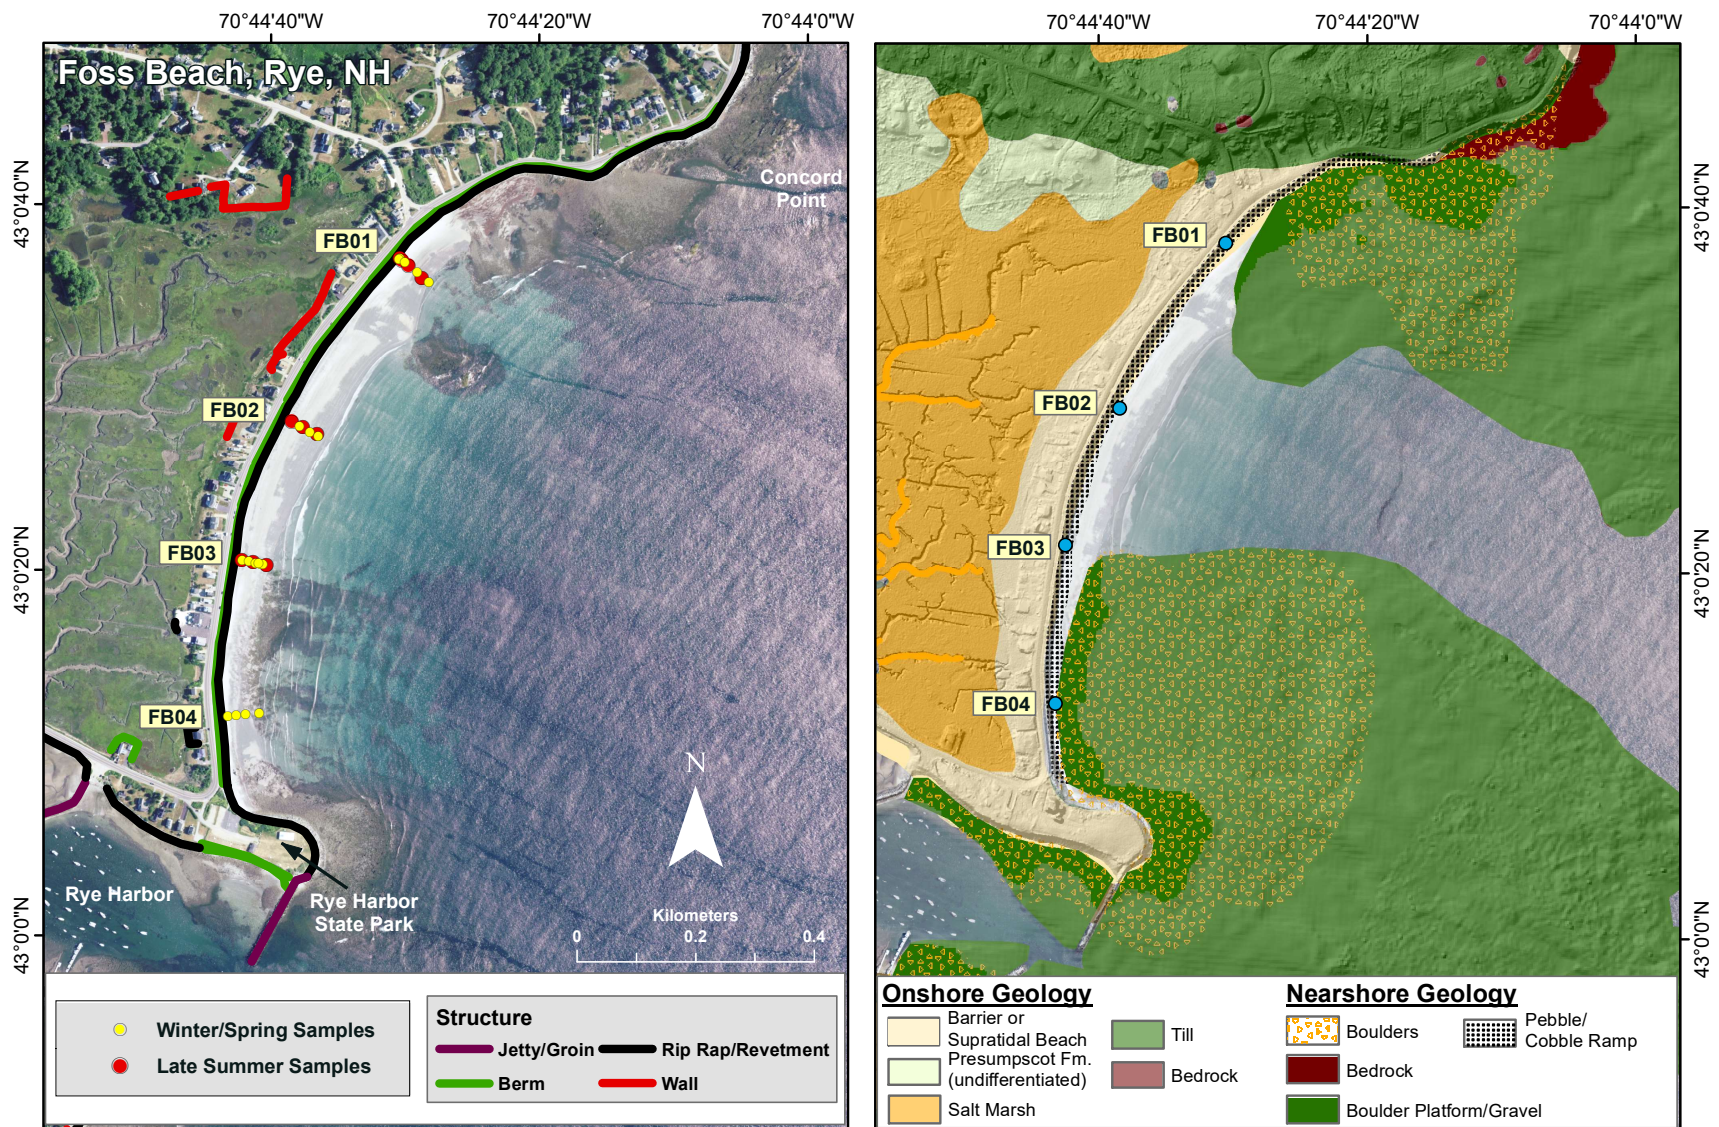 70°44'40"W
70°44'20"W
70°44'0"W
70°44'40"W
70°44'20"W
70°44'0"W
Foss Beach, Rye, NH
43°0'40"N
43°0'20"N
43°0'0"N
Concord
Point
FB01
FB02
FB03
FB04
Rye Harbor
Rye Harbor
State Park
N
Kilometers
0
0.2
0.4
Winter/Spring Samples
Late Summer Samples
Structure
Jetty/Groin
Rip Rap/Revetment
Berm
Wall
FB01
FB02
FB03
FB04
43°0'40"N
43°0'20"N
43°0'0"N
Onshore Geology
Barrier or
Supratidal Beach
Presumpscot Fm.
(undifferentiated)
Salt Marsh
Till
Bedrock
Nearshore Geology
Boulders
Bedrock
Boulder Platform/Gravel
Pebble/
Cobble Ramp